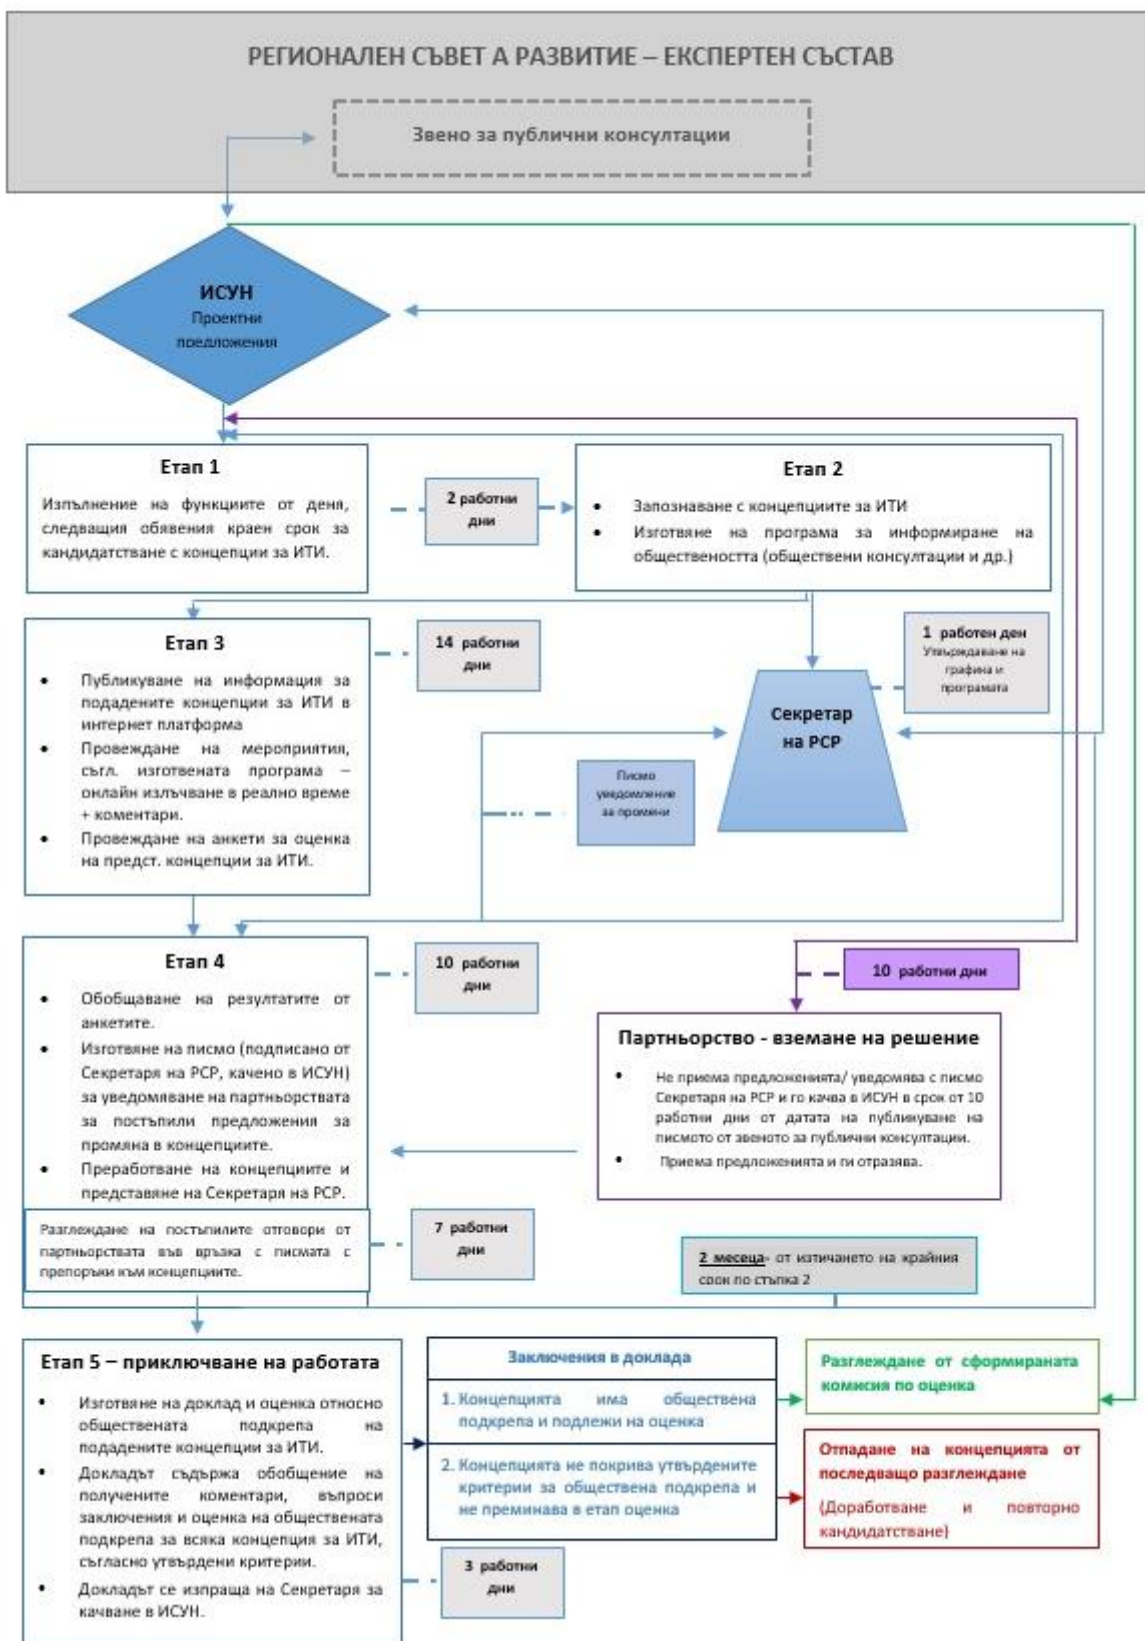 РЕГИОНАЛЕН СЪВЕТ А РАЗВИТИЕ – ЕКСПЕРТЕН СЪСТАВ
Звено за публични консултации
ИСУН
Проектни
предложения
Етап 1
Изпълнение на функциите от деня,
следващия обявения краен срок за
кандидатстване с концепции за ИТИ.
2 работни
дни
Етап 2
• Запознаване с концепциите за ИТИ
• Изготвяне на програма за информиране на
обществеността (обществени консултации и др.)
Етап 3
• Публикуване на информация за
подадените концепции за ИТИ в
интернет платформа
• Провеждане на мероприятия,
съгл. изготвената програма –
онлайн излъчване в реално време
+ коментари.
• Провеждане на анкети за оценка
на предст. концепции за ИТИ.
14 работни
дни
1 работен ден
Утвърждаване на
графика и
програмата
Секретар
на РСР
Писмо
уведомление
за промени
Етап 4
• Обобщаване на резултатите от
анкетите.
• Изготвяне на писмо (подписано от
Секретаря на РСР, качено в ИСУН)
за уведомяване на партньорствата
за постъпили предложения за
промяна в концепциите.
• Преработване на концепциите и
представяне на Секретаря на РСР.
10 работни
дни
10 работни дни
Партньорство - вземане на решение
• Не приема предложенията/ уведомява с писмо
Секретаря на РСР и го качва в ИСУН в срок от 10
работни дни от датата на публикуване на
писмото от звеното за публични консултации.
• Приема предложенията и ги отразява.
Разглеждане на постъпилите отговори от
партньорствата във връзка с писмата с
препоръки към концепциите.
7 работни
дни
2 месеца- от изтичането на крайния
срок по стъпка 2
Етап 5 – приключване на работата
• Изготвяне на доклад и оценка относно
обществената подкрепа на
подадените концепции за ИТИ.
• Докладът съдържа обобщение на
получените коментари, въпроси
заключения и оценка на обществената
подкрепа за всяка концепция за ИТИ,
съгласно утвърдени критерии.
• Докладът се изпраща на Секретаря за
качване в ИСУН.
3 работни
дни
Заключения в доклада
1. Концепцията има обществена
подкрепа и подлежи на оценка
2. Концепцията не покрива утвърдените
критерии за обществена подкрепа и
не преминава в етап оценка
Разглеждане от сформираната
комисия по оценка
Отпадане на концепцията от
последващо разглеждане
(Доработване и повторно
кандидатстване)